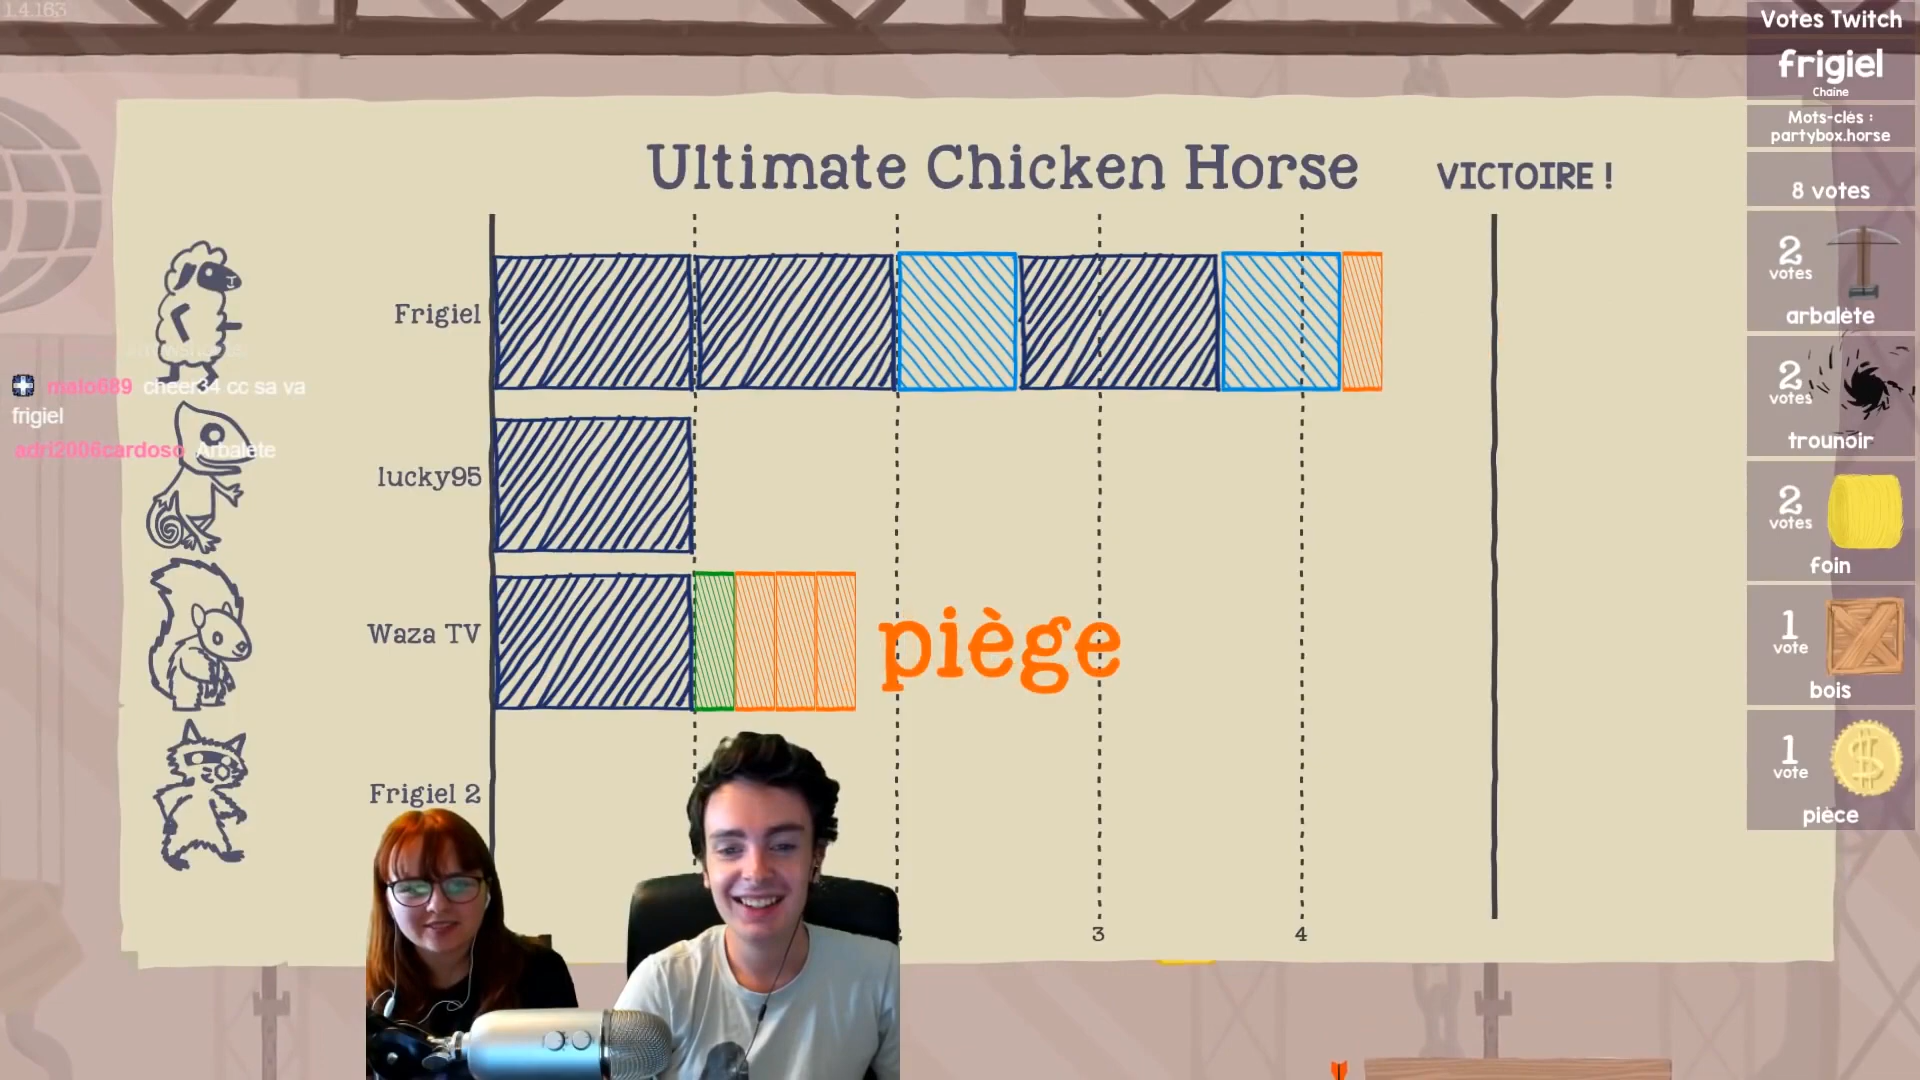 1.4.163
Votes Twitch
frigiel
Chaîne
Mots-clés :
partybox.horse
8 votes
Ultimate Chicken Horse
VICTOIRE !
2
votes
arbalète
Frigiel
malo689 cheer34 cc sa va
frigiel
adri2006cardoso Arbalete
2
votes
trounoir
lucky95
2
votes
foin
Waza TV
piège
1
vote
bois
Frigiel 2
1
vote
pièce
3
4